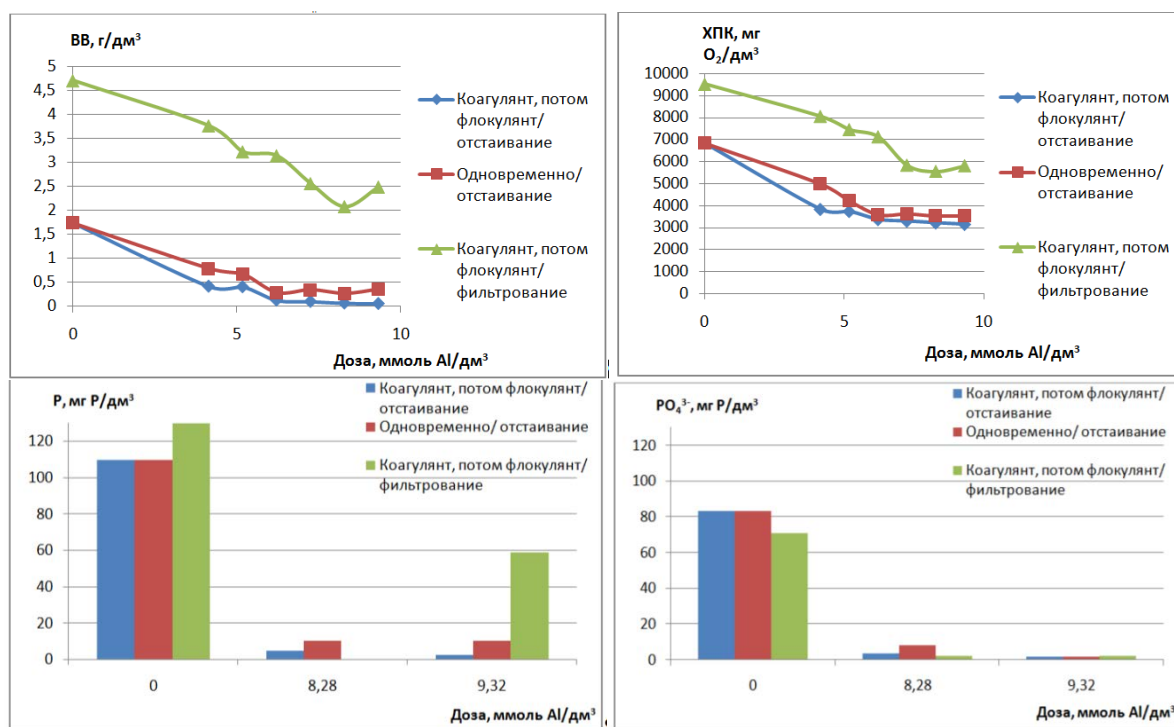 ВВ, г/дм³
5
4,5
4
3,5
3
2,5
2
1,5
1
0,5
0
0
5
10
Доза, ммоль Al/дм³
Коагулянт, потом
флокулянт/
отстаивание
Одновременно/
отстаивание
Коагулянт, потом
флокулянт/
фильтрование
ХПК, мг
O₂/дм³
10000
9000
8000
7000
6000
5000
4000
3000
2000
1000
0
0
5
10
Доза, ммоль Al/дм³
Коагулянт, потом
флокулянт/
отстаивание
Одновременно/
отстаивание
Коагулянт, потом
флокулянт/
фильтрование
P, мг P/дм³
Коагулянт, потом флокулянт/
отстаивание
Одновременно/ отстаивание
Коагулянт, потом флокулянт/
фильтрование
120
100
80
60
40
20
0
0
8,28
9,32
Доза, ммоль Al/дм³
PO₄³⁻, мг P/дм³
Коагулянт, потом флокулянт/
отстаивание
Одновременно/ отстаивание
Коагулянт, потом флокулянт/
фильтрование
120
100
80
60
40
20
0
0
8,28
9,32
Доза, ммоль Al/дм³